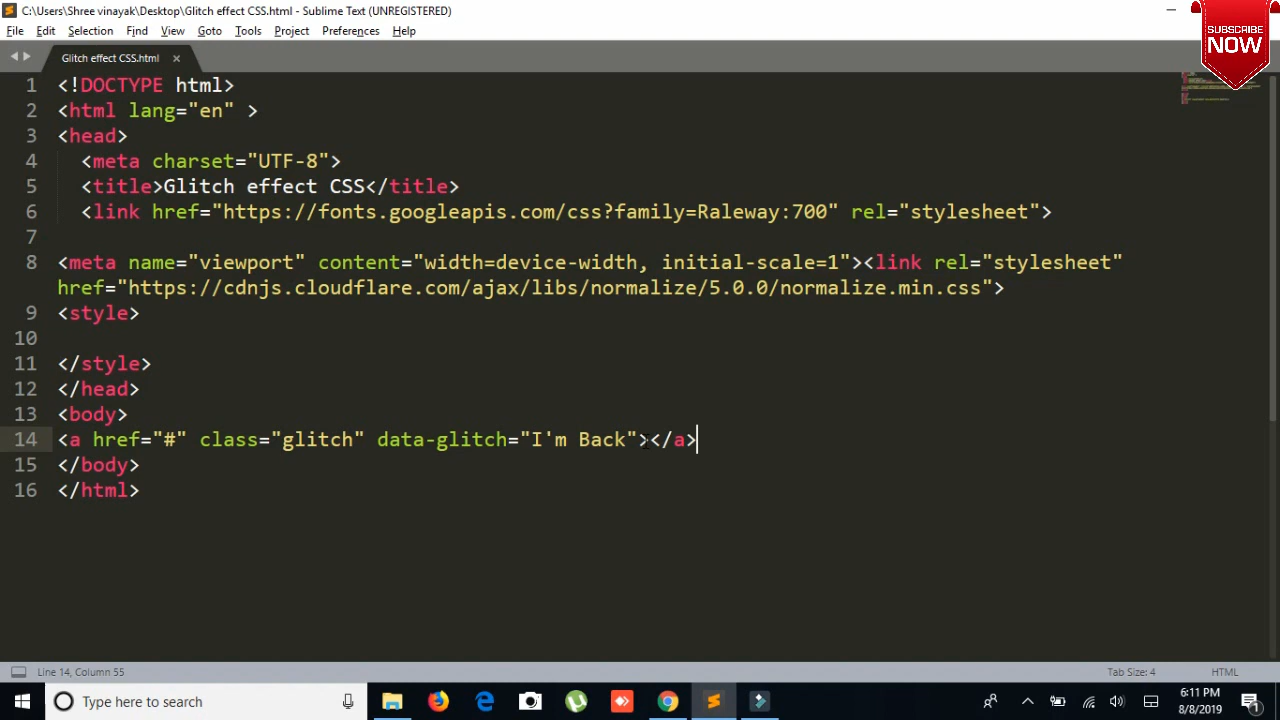 C:\Users\Shree vinayak\Desktop\Glitch effect CSS.html - Sublime Text (UNREGISTERED)
File Edit Selection Find View Goto Tools Project Preferences Help
SUBSCRIBE
NOW
Glitch effect CSS.html
1 <!DOCTYPE html>
2 <html lang="en" >
3 <head>
4 <meta charset="UTF-8">
5 <title>Glitch effect CSS</title>
6 <link href="https://fonts.googleapis.com/css?family=Raleway:700" rel="stylesheet">
7
8 <meta name="viewport" content="width=device-width, initial-scale=1"><link rel="stylesheet"
href="https://cdnjs.cloudflare.com/ajax/libs/normalize/5.0.0/normalize.min.css">
9 <style>
10
11 </style>
12 </head>
13 <body>
14 <a href="#" class="glitch" data-glitch="I'm Back"></a>
15 </body>
16 </html>
Line 14, Column 55
Tab Size: 4
HTML
Type here to search
6:11 PM
8/8/2019
1